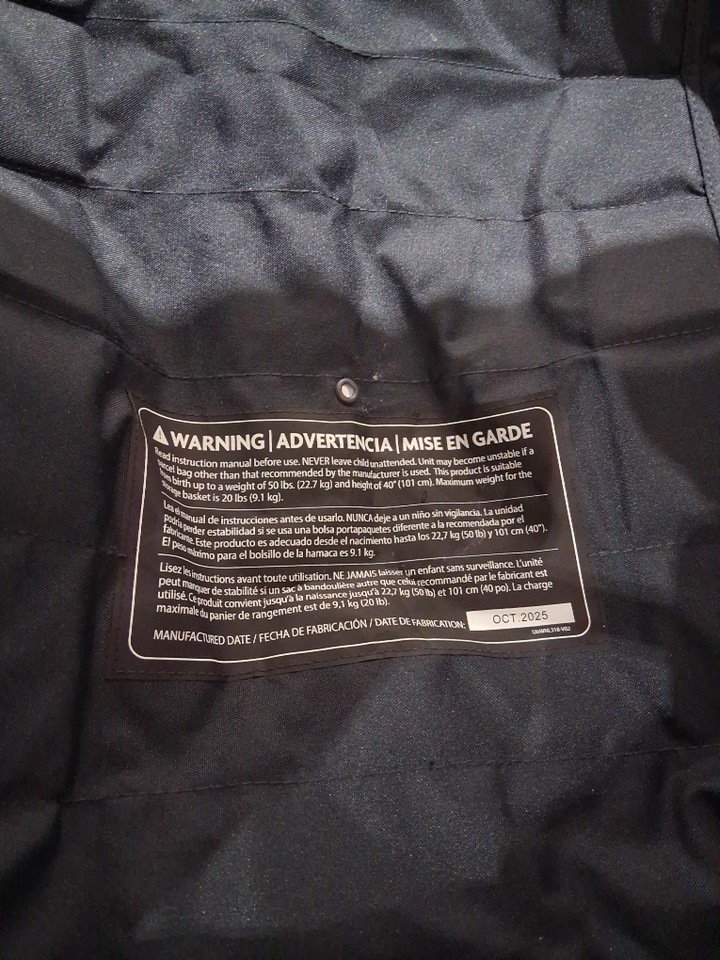 WARNING | ADVERTENCIA | MISE EN GARDE
Read instruction manual before use. NEVER leave child unattended. Unit may become unstable if a
parcel bag other than that recommended by the manufacturer is used. This product is suitable
from birth up to a weight of 50 lbs. (22.7 kg) and height of 40" (101 cm). Maximum weight for the
storage basket is 20 lbs (9.1 kg).
Lea el manual de instrucciones antes de usarlo. NUNCA deje a un niño sin vigilancia. La unidad
podría perder estabilidad si se usa una bolsa portapaquetes diferente a la recomendada por el
fabricante. Este producto es adecuado desde el nacimiento hasta los 22,7 kg (50 lb) y 101 cm (40").
El peso máximo para el bolsillo de la hamaca es 9.1 kg.
Lisez les instructions avant toute utilisation. NE JAMAIS laisser un enfant sans surveillance. L'unité
peut manquer de stabilité si un sac à bandoulière autre que celui recommandé par le fabricant est
utilisé. Ce produit convient jusqu'à la naissance jusqu'à 22,7 kg (50 lb) et 101 cm (40 po). La charge
maximale du panier de rangement est de 9,1 kg (20 lb).
MANUFACTURED DATE / FECHA DE FABRICACIÓN / DATE DE FABRICATION: OCT.2025